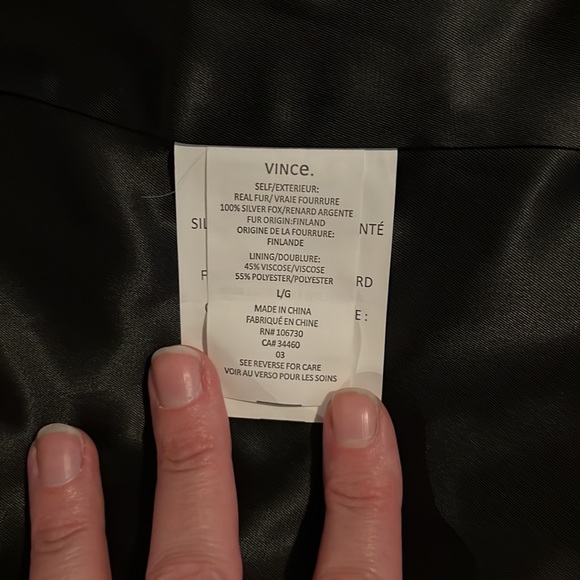 VINCE.
SELF/EXTERIEUR:
REAL FUR/ VRAIE FOURRURE
100% SILVER FOX/RENARD ARGENTE
FUR ORIGIN:FINLAND
ORIGINE DE LA FOURRURE:
FINLANDE
LINING/DOUBLURE:
45% VISCOSE/VISCOSE
55% POLYESTER/POLYESTER
L/G
MADE IN CHINA
FABRIQUÉ EN CHINE
RN# 106730
CA# 34460
03
SEE REVERSE FOR CARE
VOIR AU VERSO POUR LES SOINS